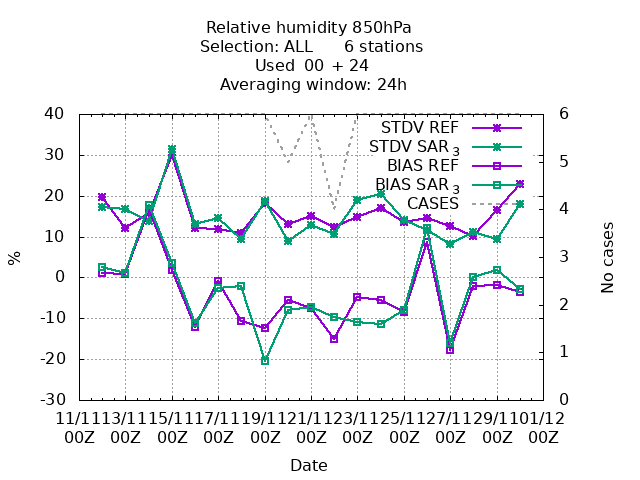 Relative humidity 850hPa
Selection: ALL 6 stations
Used 00 + 24
Averaging window: 24h
40
30
20
10
0
-10
-20
-30
%
6
5
4
3
2
1
0
No cases
STDV REF
STDV SAR 3
BIAS REF
BIAS SAR 3
CASES
11/11 13/11 15/11 17/11 19/11 21/11 23/11 25/11 27/11 29/11 01/12
00Z 00Z 00Z 00Z 00Z 00Z 00Z 00Z 00Z 00Z 00Z
Date